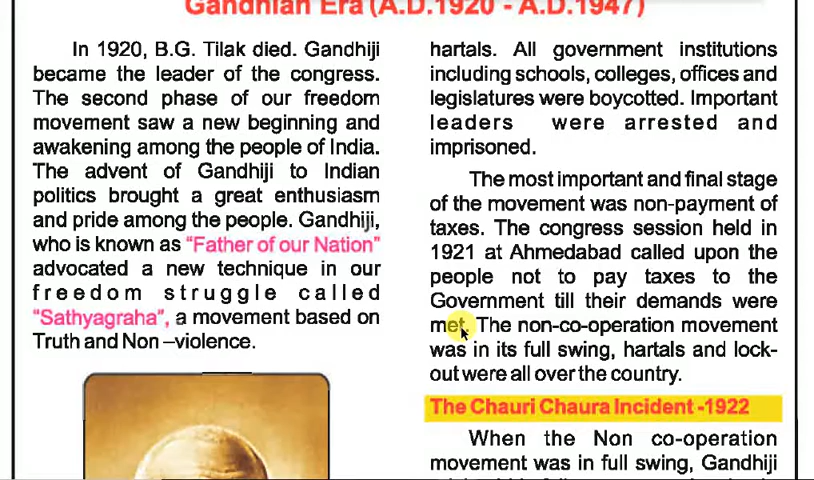 Gandhian Era (A.D.1920 - A.D.1947)
In 1920, B.G. Tilak died. Gandhiji
became the leader of the congress.
The second phase of our freedom
movement saw a new beginning and
awakening among the people of India.
The advent of Gandhiji to Indian
politics brought a great enthusiasm
and pride among the people. Gandhiji,
who is known as “Father of our Nation”
advocated a new technique in our
freedom struggle called
“Sathyagraha”, a movement based on
Truth and Non –violence.
hartals. All government institutions
including schools, colleges, offices and
legislatures were boycotted. Important
leaders were arrested and
imprisoned.
The most important and final stage
of the movement was non-payment of
taxes. The congress session held in
1921 at Ahmedabad called upon the
people not to pay taxes to the
Government till their demands were
met. The non-co-operation movement
was in its full swing, hartals and lock-
out were all over the country.
The Chauri Chaura Incident -1922
When the Non co-operation
movement was in full swing, Gandhiji